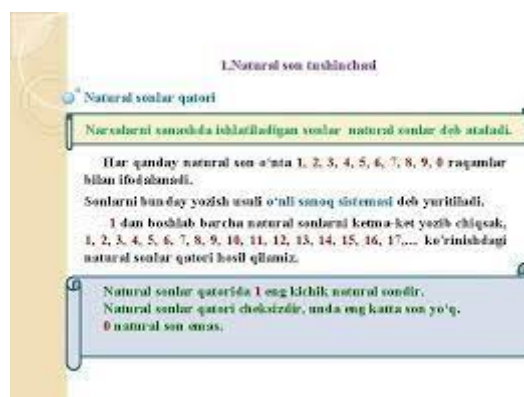 1.Natural son tushinchasi
Natural sonlar qatori
Narsalarni sanashda ishlatiladigan sonlar natural sonlar deb ataladi.
Har qanday natural son o‘nta 1, 2, 3, 4, 5, 6, 7, 8, 9, 0 raqamlar
bilan ifodalanadi.
Sonlarni bunday yozish usuli o‘nli sanoq sistemasi deb yuritiladi.
1 dan boshlab barcha natural sonlarni ketma-ket yozib chiqsak,
1, 2, 3, 4, 5, 6, 7, 8, 9, 10, 11, 12, 13, 14, 15, 16, 17,... ko‘rinishdagi
natural sonlar qatori hosil qilamiz.
Natural sonlar qatorida 1 eng kichik natural sondir.
Natural sonlar qatori cheksizdir, unda eng katta son yo‘q.
0 natural son emas.